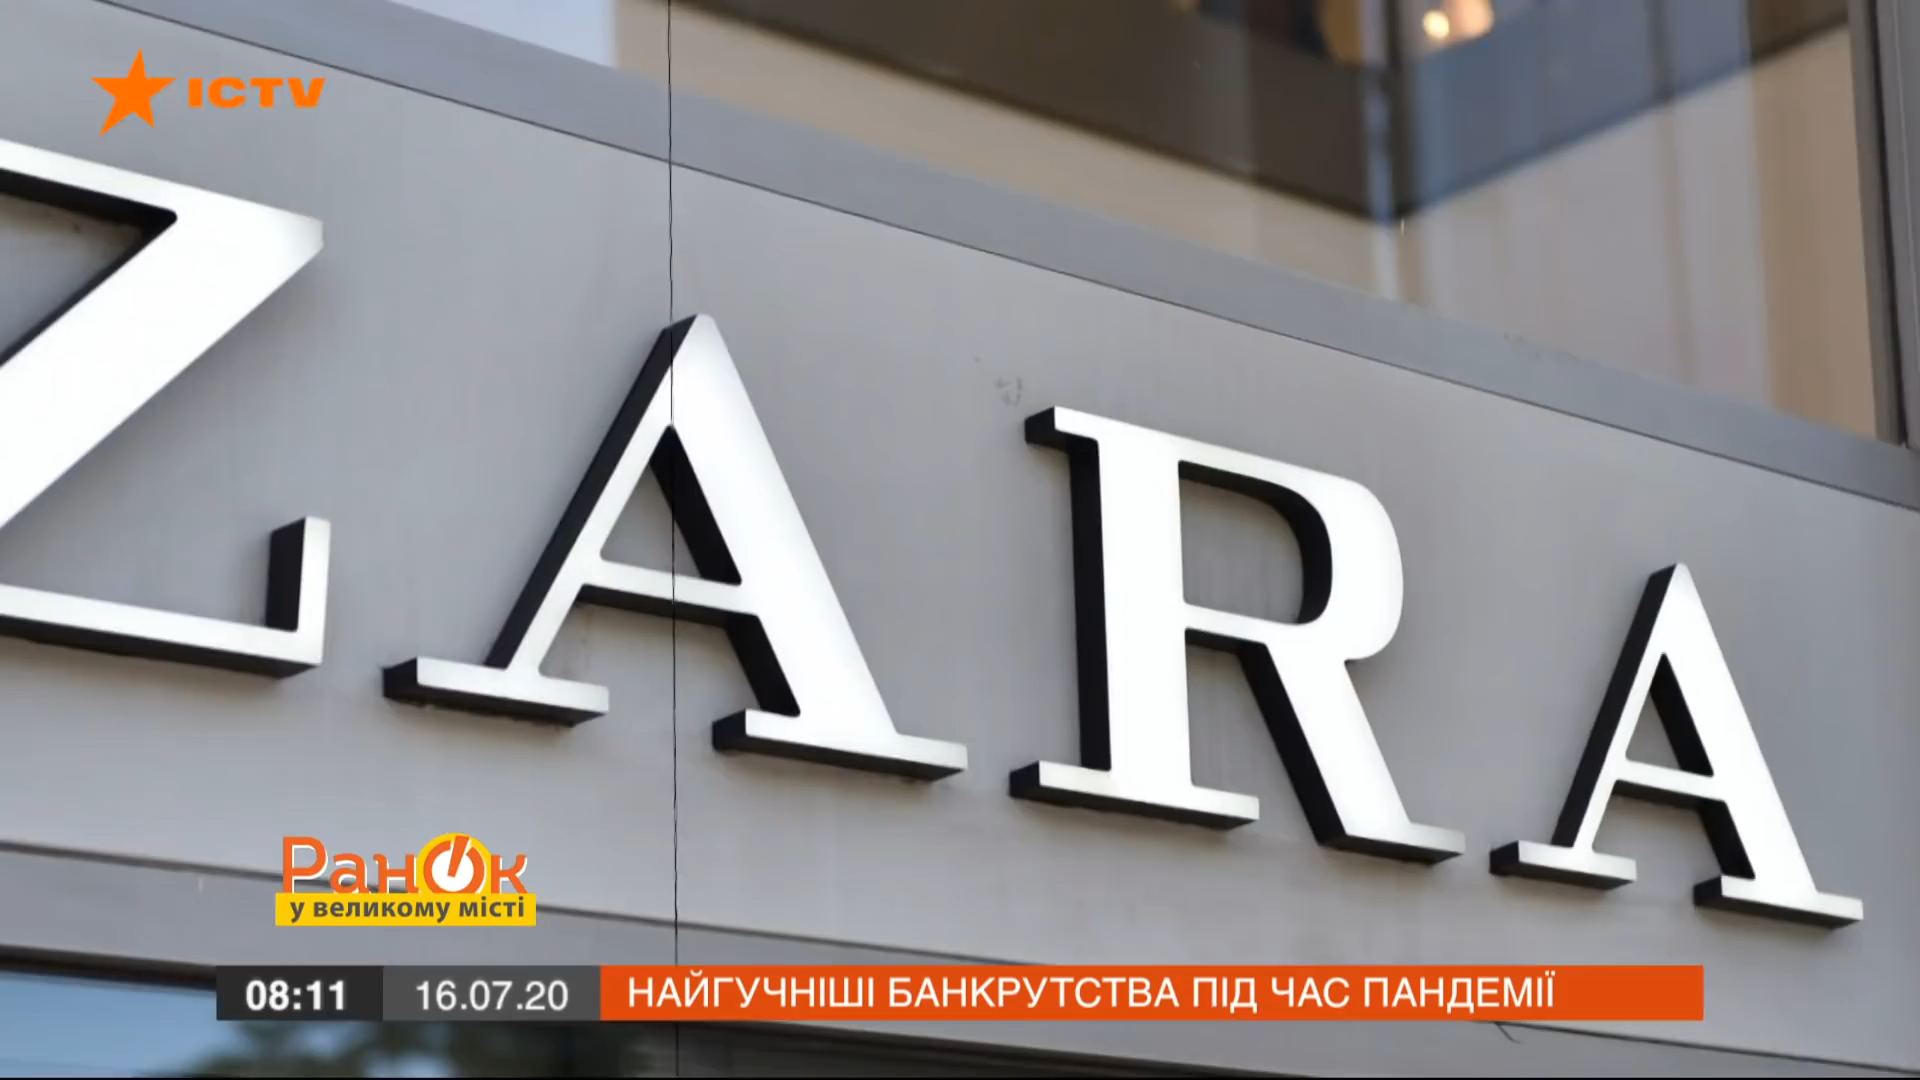 ICTV
ZARA
Ранок
у великому місті
08:11 16.07.20 НАЙГУЧНІШІ БАНКРУТСТВА ПІД ЧАС ПАНДЕМІЇ